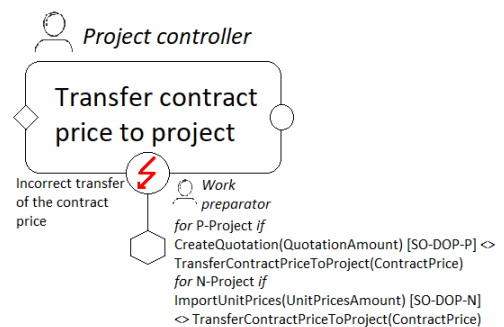 Project controller
Transfer contract
price to project
Incorrect transfer
of the contract
price
Work
preparator
for P-Project if
CreateQuotation(QuotationAmount) [SO-DOP-P] <>
TransferContractPriceToProject(ContractPrice)
for N-Project if
ImportUnitPrices(UnitPricesAmount) [SO-DOP-N]
<> TransferContractPriceToProject(ContractPrice)